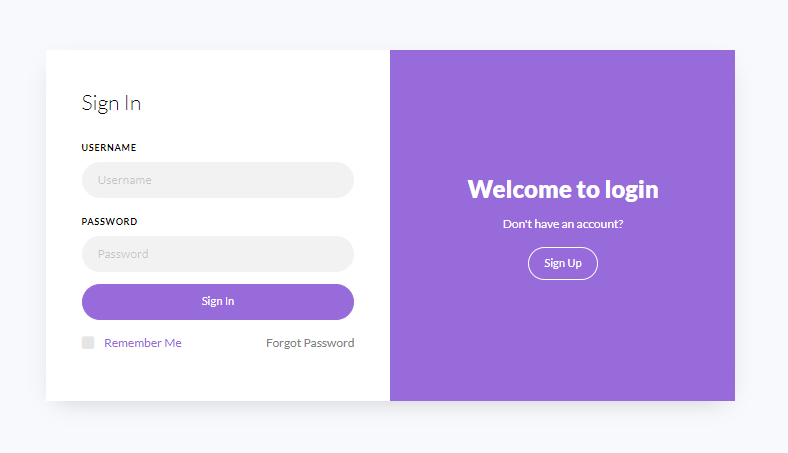 Sign In
USERNAME
Username
PASSWORD
Password
Sign In
Remember Me
Forgot Password
Welcome to login
Don't have an account?
Sign Up